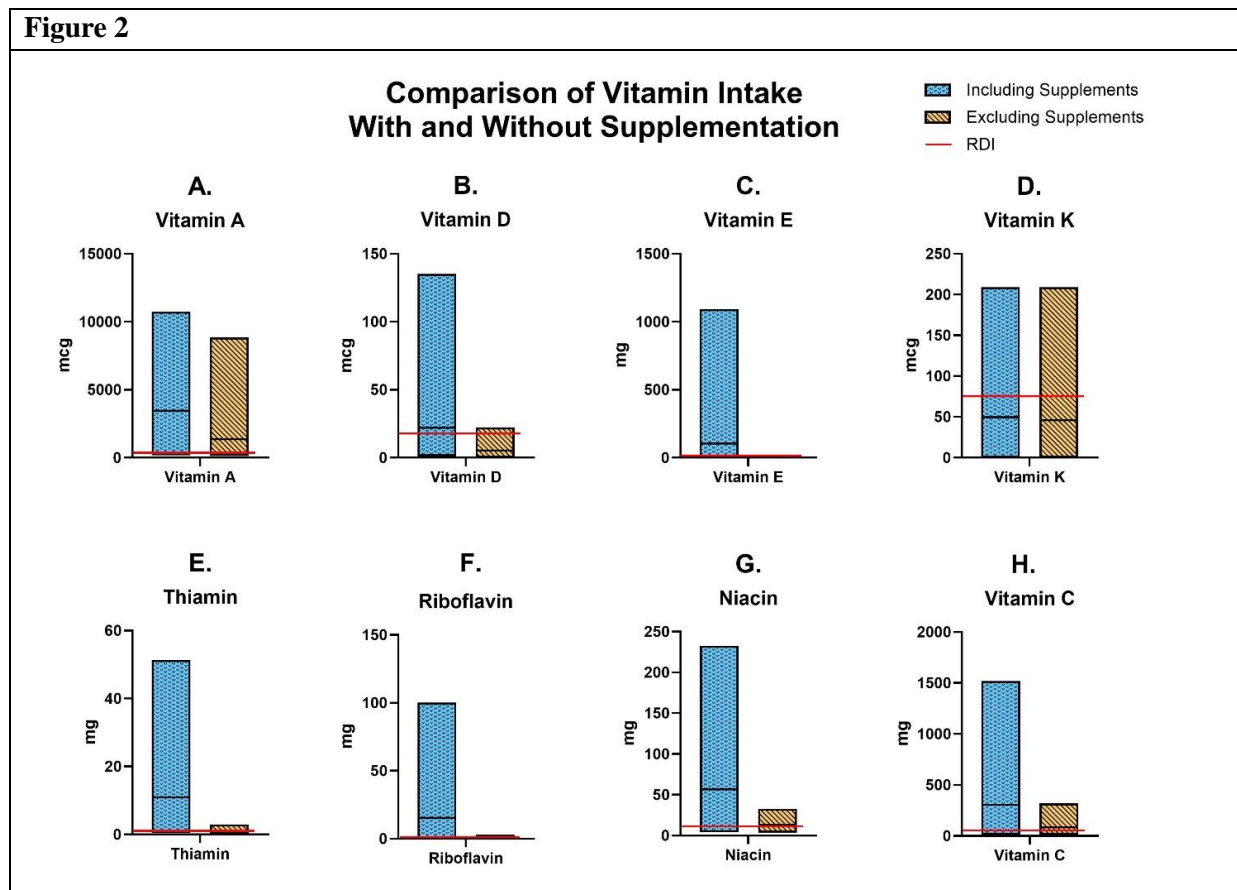 Figure 2
Comparison of Vitamin Intake
With and Without Supplementation
Including Supplements
Excluding Supplements
RDI
A.
Vitamin A
15000
10000
5000
0
mcg
Vitamin A
B.
Vitamin D
150
100
50
0
mcg
Vitamin D
C.
Vitamin E
1500
1000
500
0
mg
Vitamin E
D.
Vitamin K
250
200
150
100
50
0
mcg
Vitamin K
E.
Thiamin
60
40
20
0
mg
Thiamin
F.
Riboflavin
150
100
50
0
mg
Riboflavin
G.
Niacin
250
200
150
100
50
0
mg
Niacin
H.
Vitamin C
2000
1500
1000
500
0
mg
Vitamin C